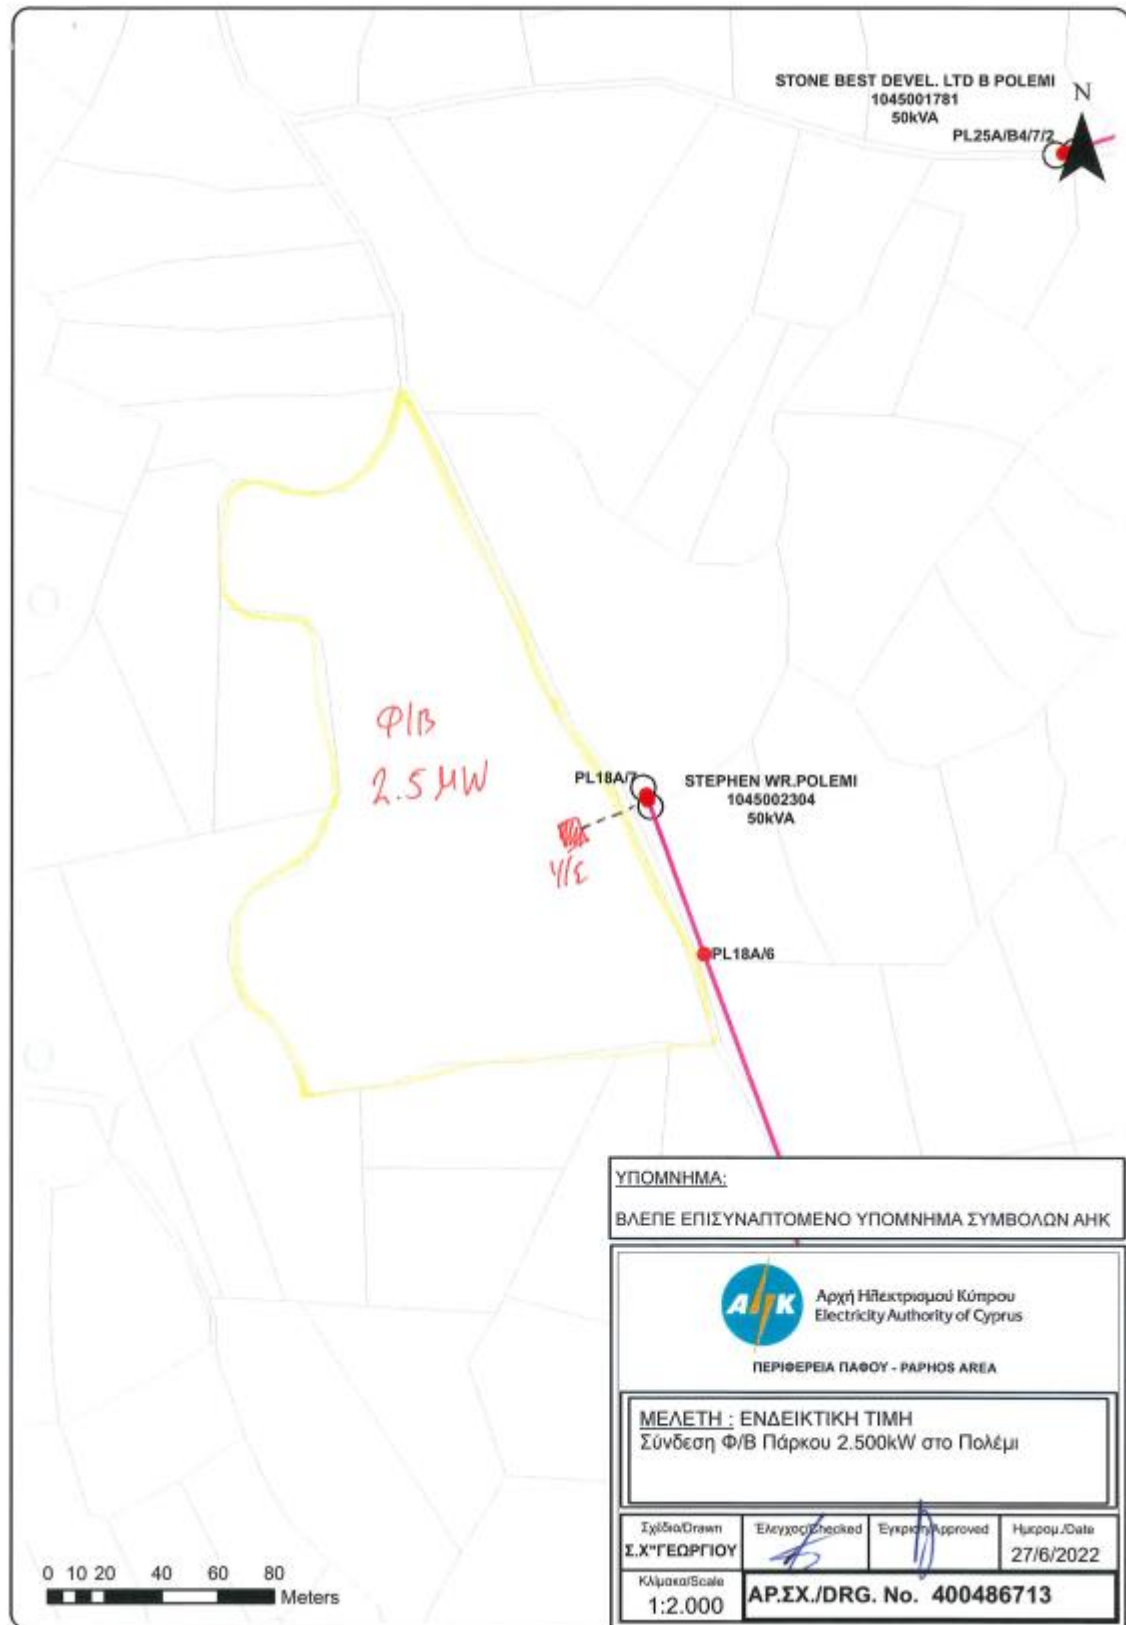 STONE BEST DEVEL. LTD B POLEMI
1045001781
50kVA
PL25A/B4/7/2
N
Φ/Β
2.5 MW
PL18A/7
STEPHEN WR.POLEMI
1045002304
50kVA
Υ/Σ
PL18A/6
ΥΠΟΜΝΗΜΑ:
ΒΛΕΠΕ ΕΠΙΣΥΝΑΠΤΟΜΕΝΟ ΥΠΟΜΝΗΜΑ ΣΥΜΒΟΛΩΝ ΑΗΚ
ΑΗΚ
Αρχή Ηλεκτρισμού Κύπρου
Electricity Authority of Cyprus
ΠΕΡΙΦΕΡΕΙΑ ΠΑΦΟΥ - PAPHOS AREA
ΜΕΛΕΤΗ : ΕΝΔΕΙΚΤΙΚΗ ΤΙΜΗ
Σύνδεση Φ/Β Πάρκου 2.500kW στο Πολέμι
Σχέδιο/Drawn
Σ.Χ"ΓΕΩΡΓΙΟΥ
Έλεγχος/Checked
Έγκριση/Approved
Ημερομ./Date
27/6/2022
Κλίμακα/Scale
1:2.000
ΑΡ.ΣΧ./DRG. No. 400486713
0 10 20 40 60 80
Meters